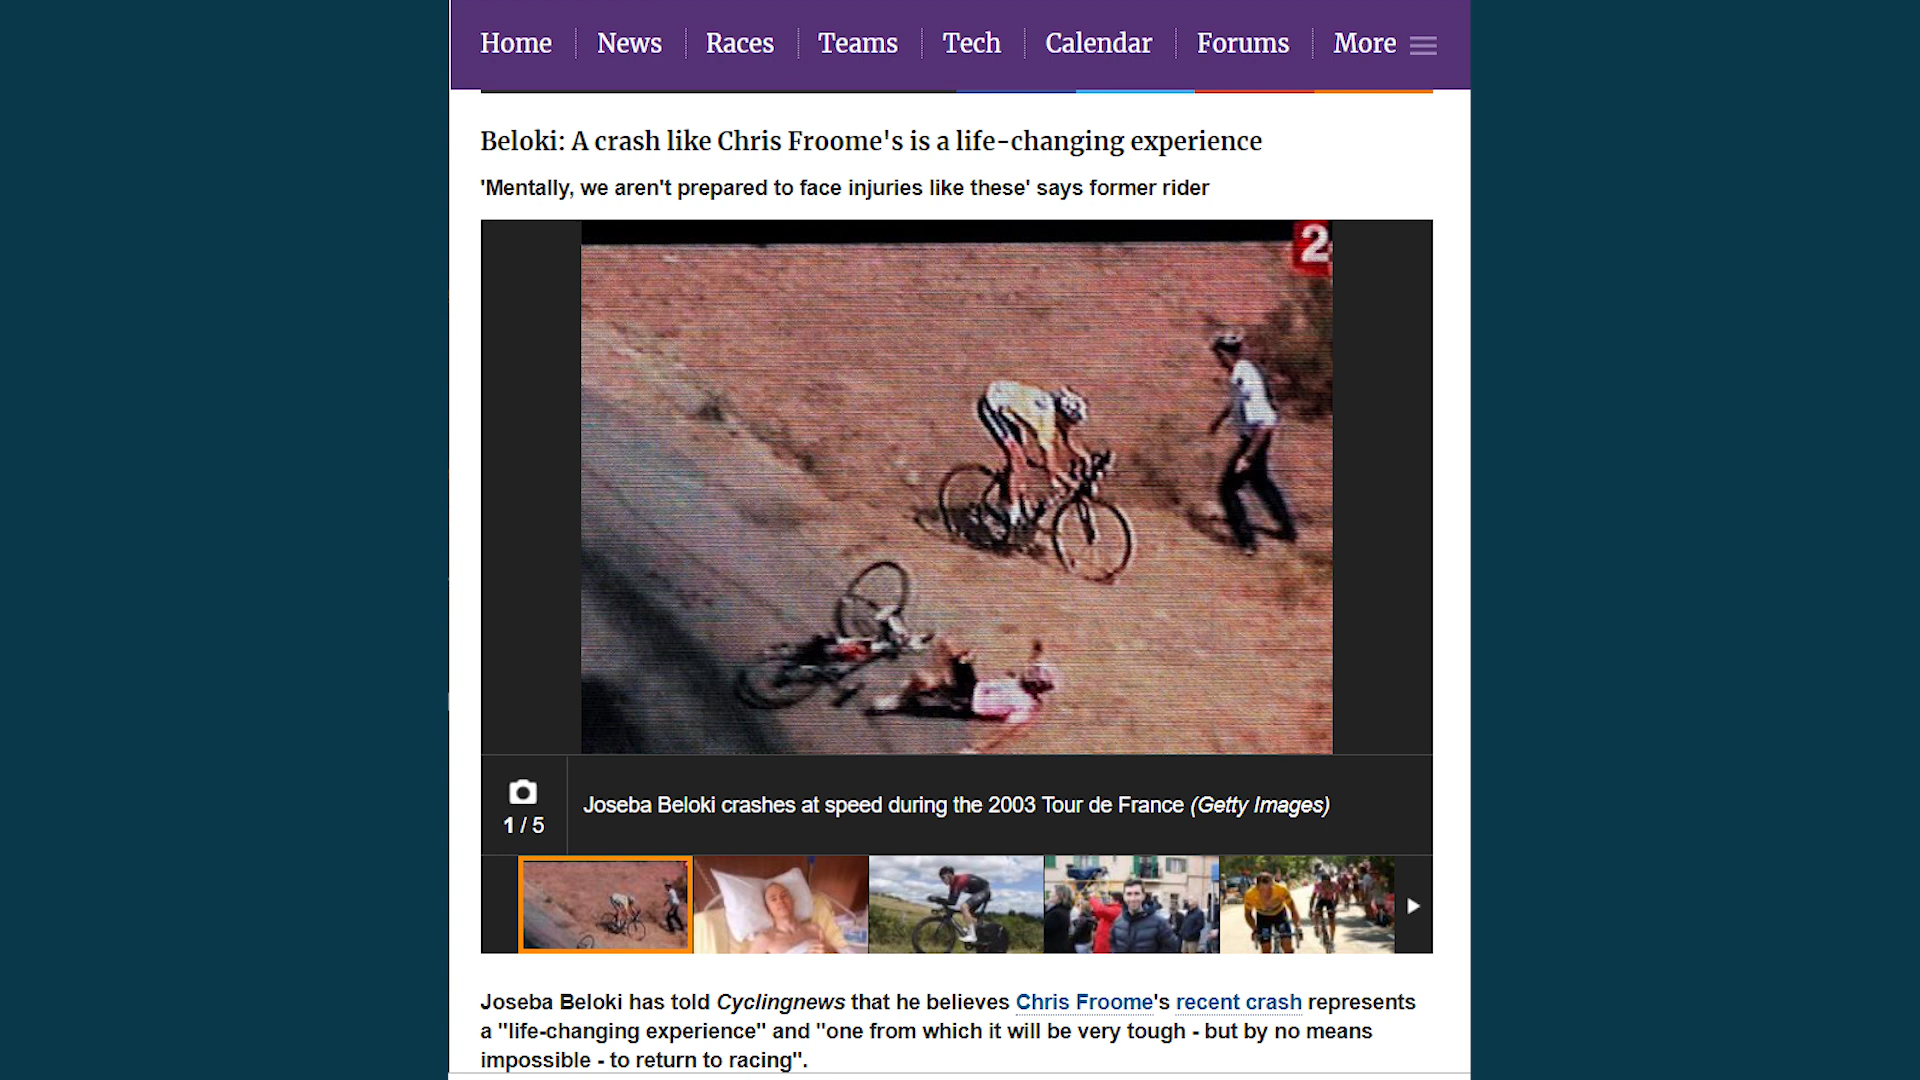 Home News Races Teams Tech Calendar Forums More
Beloki: A crash like Chris Froome's is a life-changing experience
'Mentally, we aren't prepared to face injuries like these' says former rider
2
1 / 5
Joseba Beloki crashes at speed during the 2003 Tour de France (Getty Images)
Joseba Beloki has told Cyclingnews that he believes Chris Froome's recent crash represents
a "life-changing experience" and "one from which it will be very tough - but by no means
impossible - to return to racing".